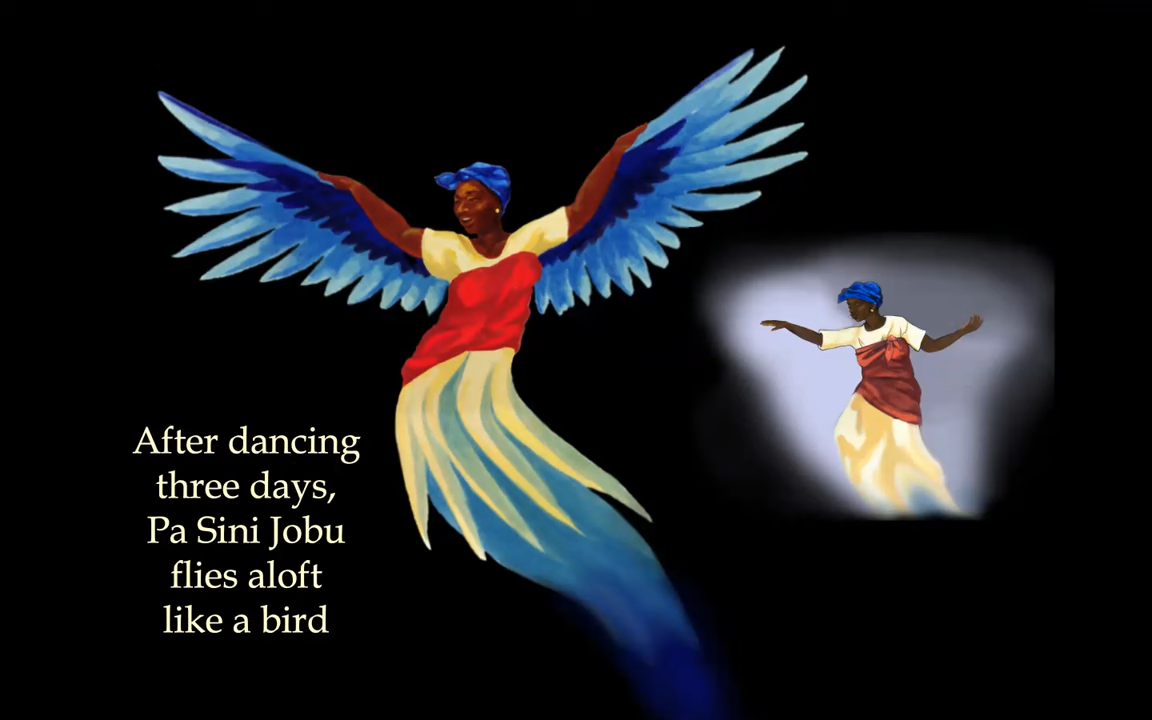 After dancing
three days,
Pa Sini Jobu
flies aloft
like a bird